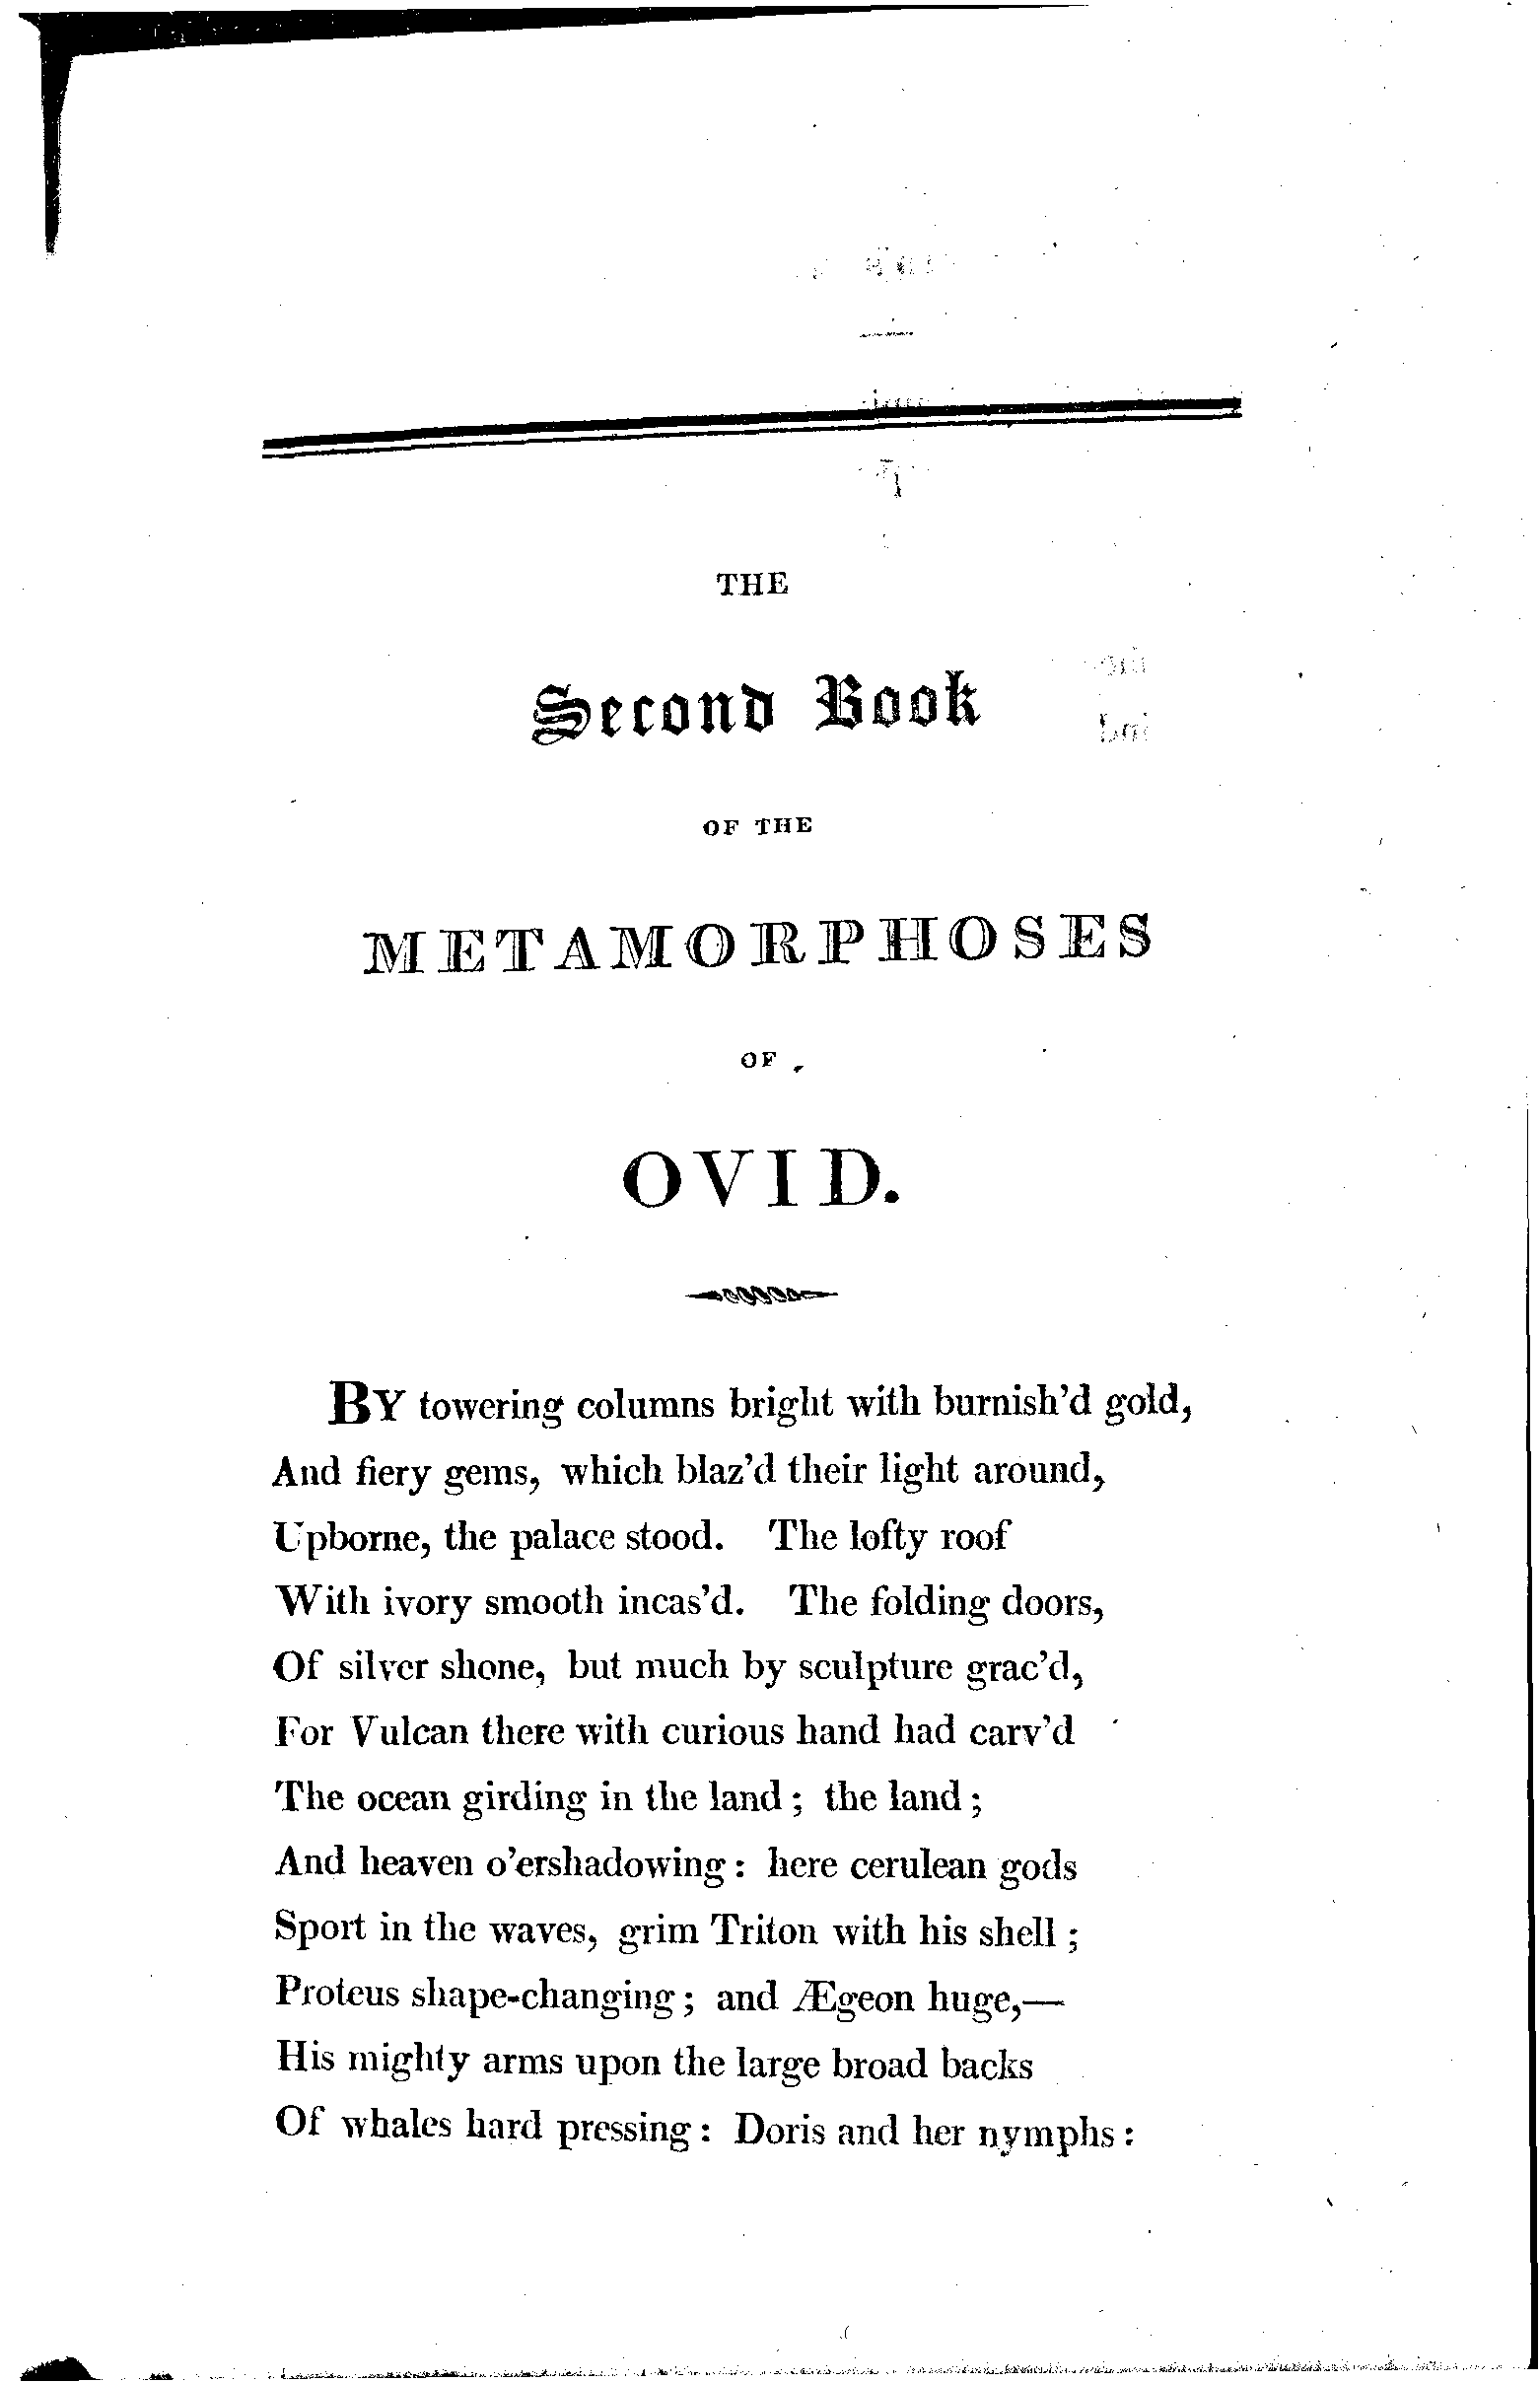 THE
Second Book
OF THE
METAMORPHOSES
OF
OVID.
BY towering columns bright with burnish'd gold,
And fiery gems, which blaz'd their light around,
Upborne, the palace stood. The lofty roof
With ivory smooth incas'd. The folding doors,
Of silver shone, but much by sculpture grac'd,
For Vulcan there with curious hand had carv'd
The ocean girding in the land; the land;
And heaven o'ershadowing: here cerulean gods
Sport in the waves, grim Triton with his shell;
Proteus shape-changing; and Ægeon huge,—
His mighty arms upon the large broad backs
Of whales hard pressing: Doris and her nymphs: